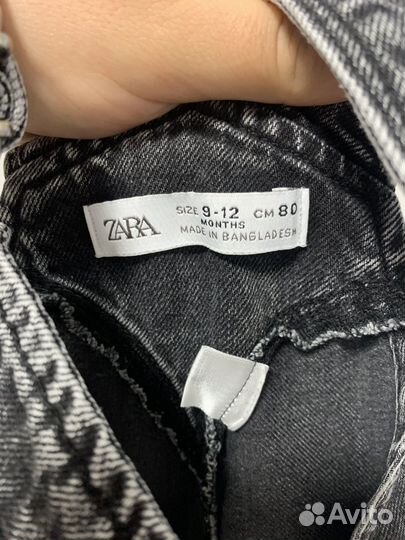 ZARA
SIZE 9-12 CM 80
MONTHS
MADE IN BANGLADESH
Avito